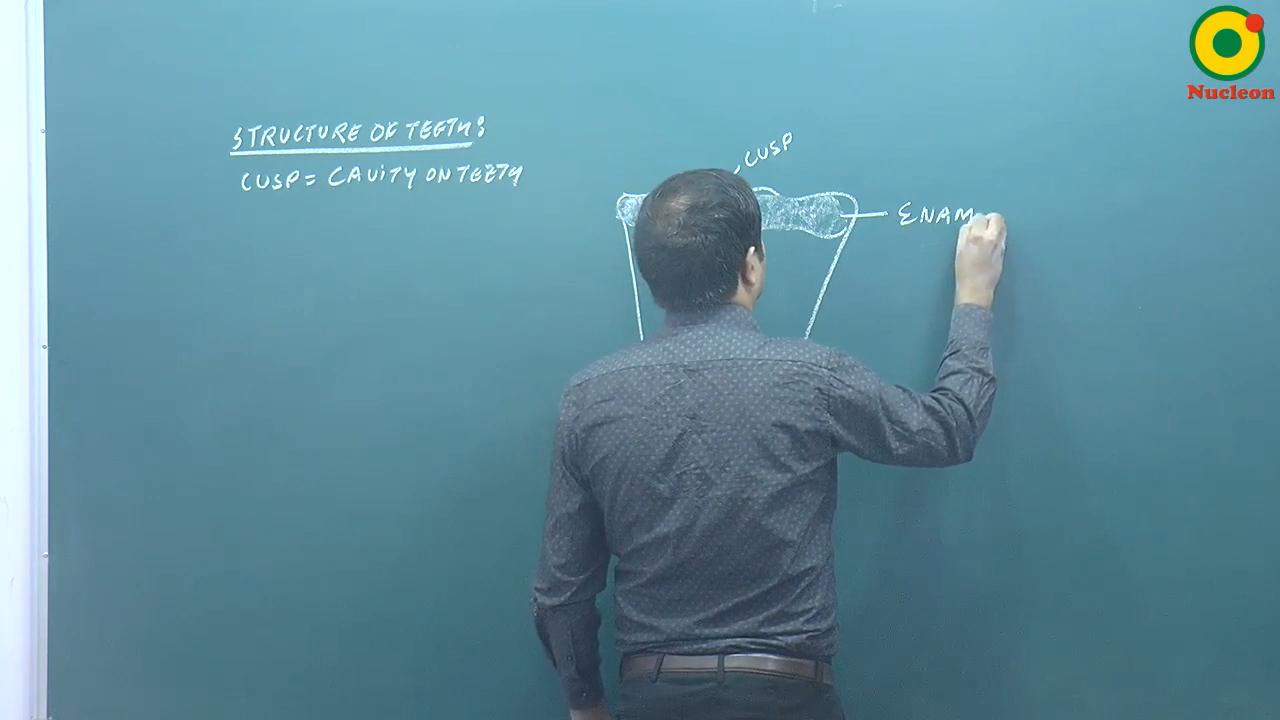 Nucleon
STRUCTURE OF TEETH:
CUSP = CAVITY ON TEETH
CUSP
ENAM